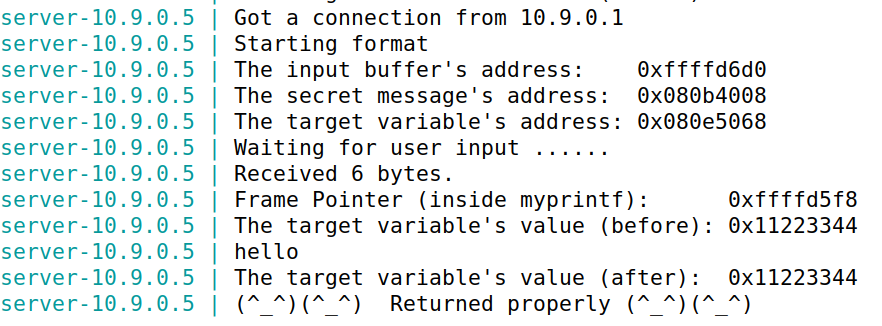 server-10.9.0.5 | Got a connection from 10.9.0.1
server-10.9.0.5 | Starting format
server-10.9.0.5 | The input buffer's address:    0xffffd6d0
server-10.9.0.5 | The secret message's address:  0x080b4008
server-10.9.0.5 | The target variable's address: 0x080e5068
server-10.9.0.5 | Waiting for user input ......
server-10.9.0.5 | Received 6 bytes.
server-10.9.0.5 | Frame Pointer (inside myprintf):      0xffffd5f8
server-10.9.0.5 | The target variable's value (before): 0x11223344
server-10.9.0.5 | hello
server-10.9.0.5 | The target variable's value (after):  0x11223344
server-10.9.0.5 | (^_^)(^_^)  Returned properly (^_^)(^_^)